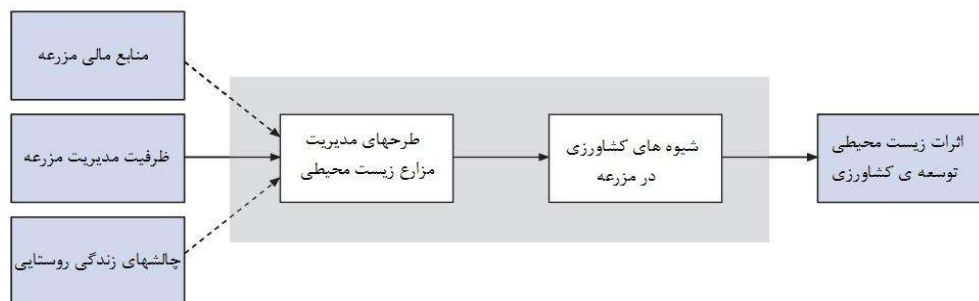 منابع مالی مزرعه
ظرفیت مدیریت مزرعه
چالشهای زندگی روستایی
طرحهای مدیریت
مزارع زیست محیطی
شیوه های کشاورزی
در مزرعه
اثرات زیست محیطی
توسعه ی کشاورزی